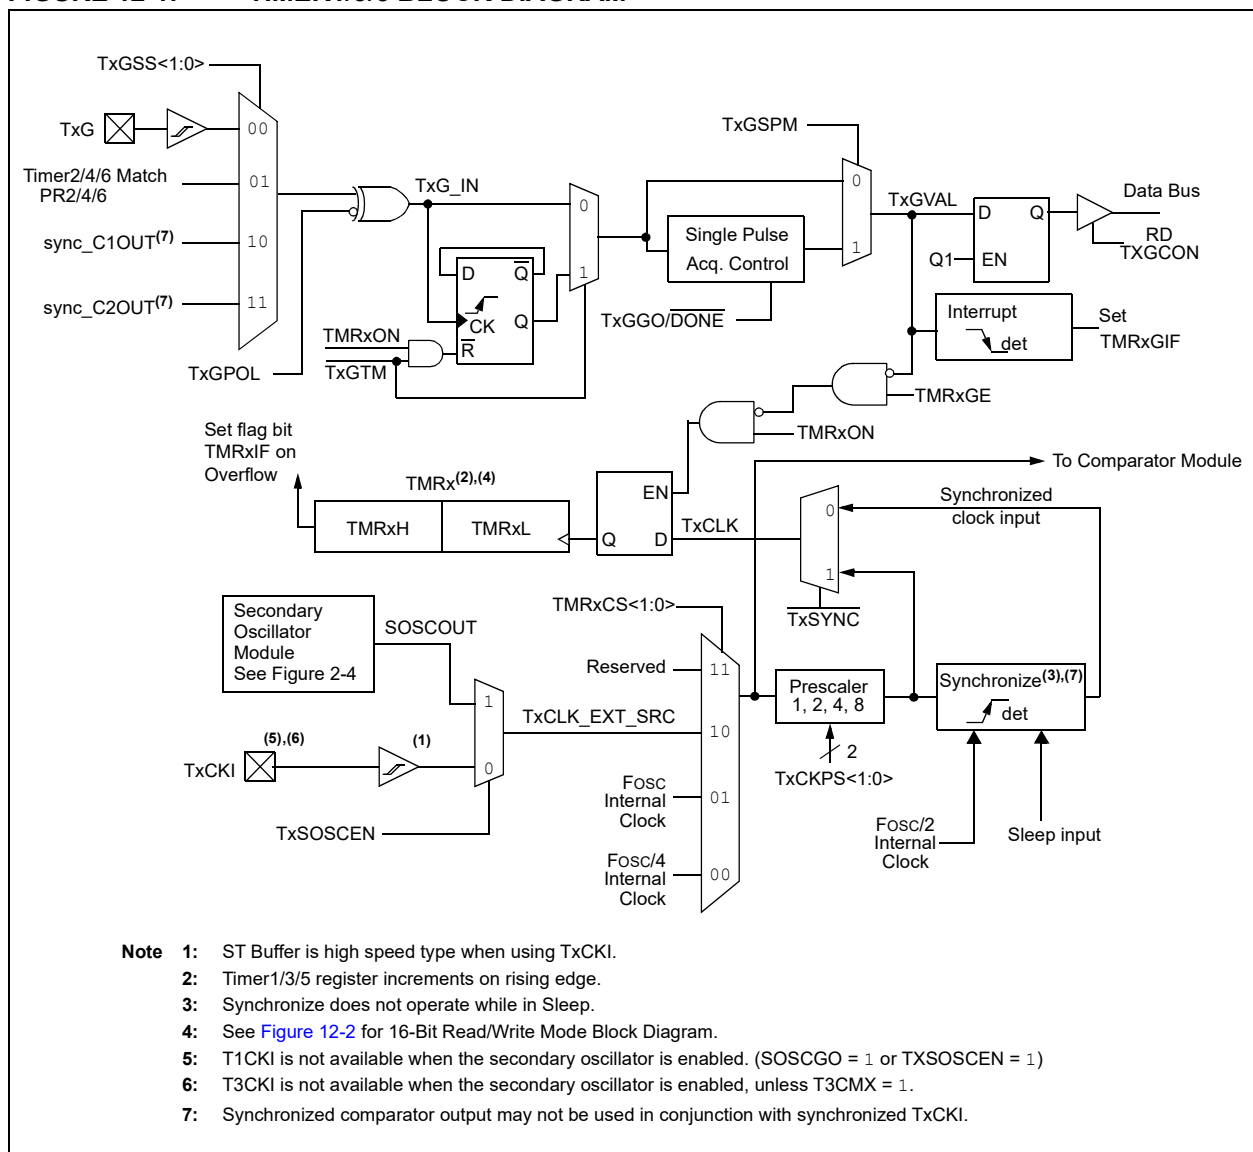 TxGSS<1:0>
TxG
00
Timer2/4/6 Match
PR2/4/6
01
sync_C1OUT(7)
10
sync_C2OUT(7)
11
TxGPOL
TxG_IN
0
1
D
Q
CK
Q
R
TMRxON
TxGTM
TxGSPM
0
1
Single Pulse
Acq. Control
TxGGO/DONE
TxGVAL
D
Q
Q1
EN
Data Bus
RD
TXGCON
Interrupt
det
Set
TMRxGIF
TMRxGE
TMRxON
To Comparator Module
Set flag bit
TMRxIF on
Overflow
TMRx(2),(4)
TMRxH
TMRxL
EN
Q
D
TxCLK
0
1
Synchronized
clock input
TxSYNC
Secondary
Oscillator
Module
See Figure 2-4
SOSCOUT
1
0
TxCKI
(5),(6)
(1)
TxSOSCEN
TxCLK_EXT_SRC
TMRxCS<1:0>
Reserved
11
10
FOSC
Internal
Clock
01
FOSC/4
Internal
Clock
00
Prescaler
1, 2, 4, 8
2
TxCKPS<1:0>
Synchronize(3),(7)
det
FOSC/2
Internal
Clock
Sleep input
Note 1: ST Buffer is high speed type when using TxCKI.
2: Timer1/3/5 register increments on rising edge.
3: Synchronize does not operate while in Sleep.
4: See Figure 12-2 for 16-Bit Read/Write Mode Block Diagram.
5: T1CKI is not available when the secondary oscillator is enabled. (SOSCGO = 1 or TXSOSCEN = 1)
6: T3CKI is not available when the secondary oscillator is enabled, unless T3CMX = 1.
7: Synchronized comparator output may not be used in conjunction with synchronized TxCKI.